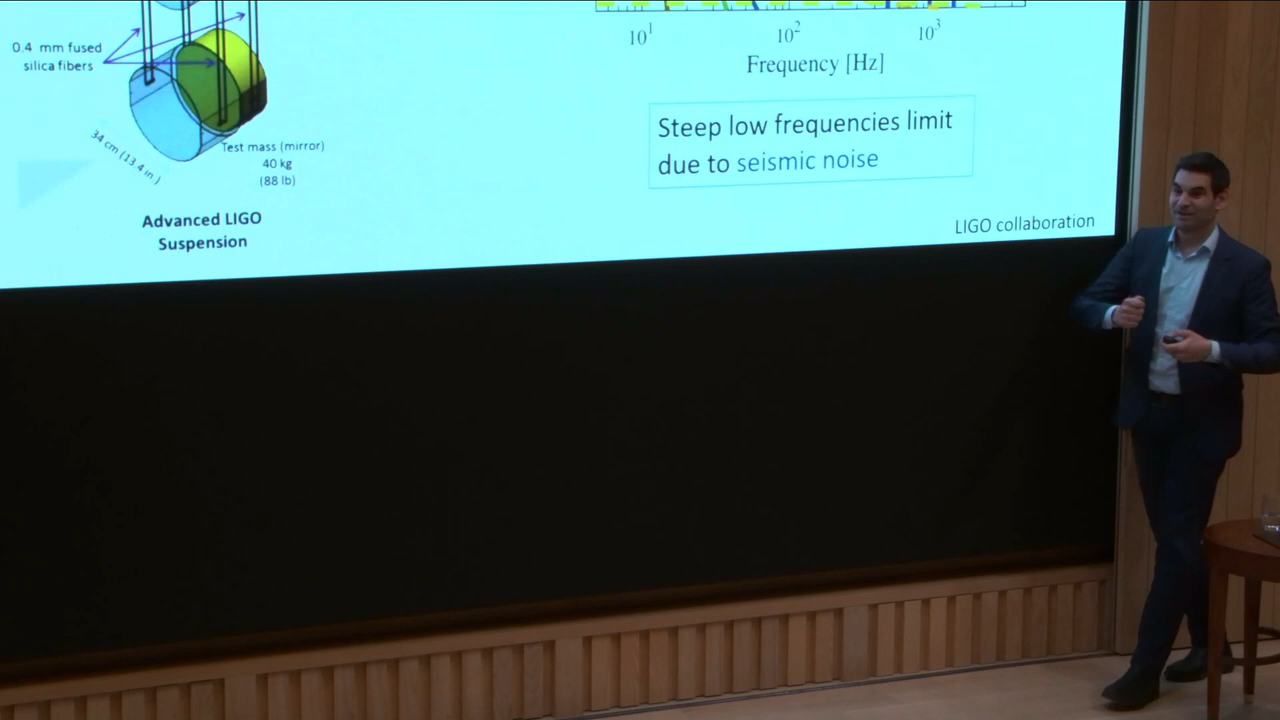 0.4 mm fused
silica fibers
34 cm (13.4 in)
Test mass (mirror)
40 kg
(88 lb)
Advanced LIGO
Suspension
10¹ 10² 10³
Frequency [Hz]
Steep low frequencies limit
due to seismic noise
LIGO collaboration